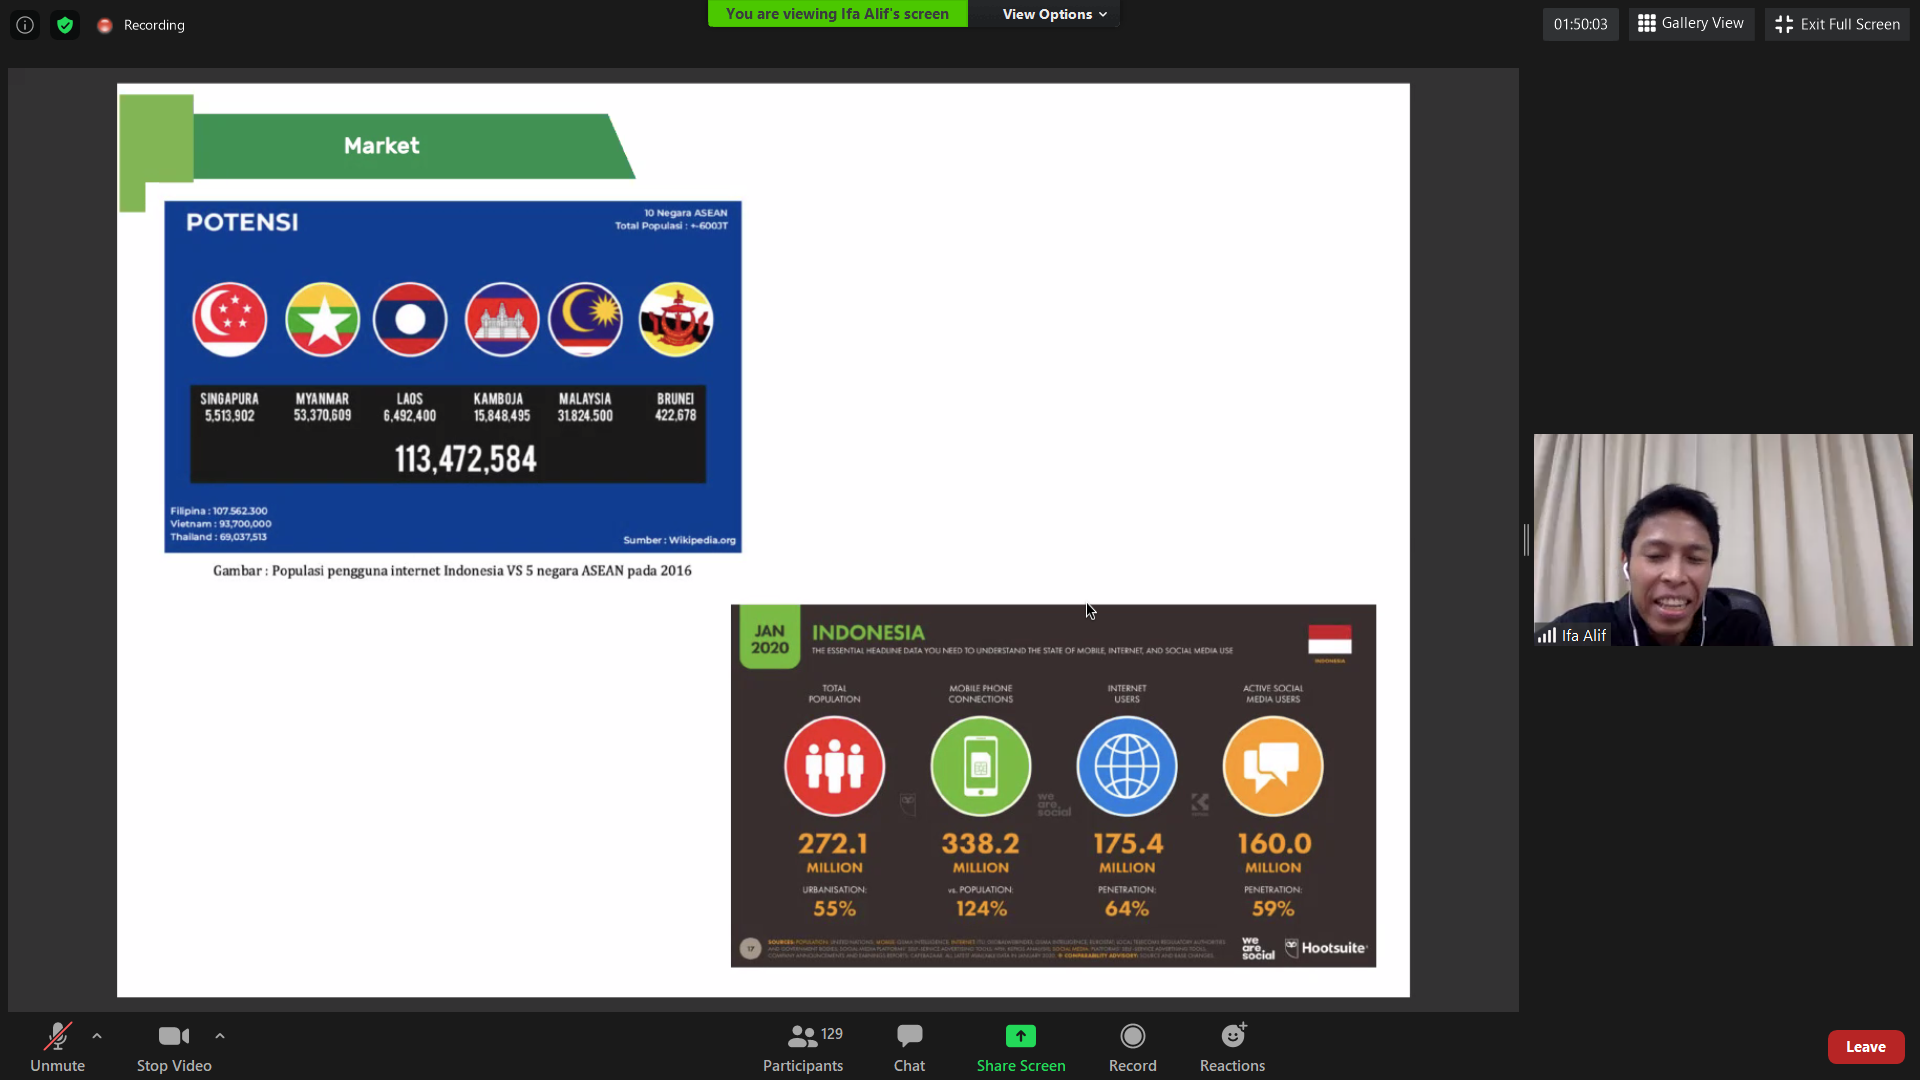 Recording
You are viewing Ifa Alif's screen
View Options
01:50:03
Gallery View
Exit Full Screen
Market
POTENSI
10 Negara ASEAN
Total Populasi : +-600JT
SINGAPURA
5,513,902
MYANMAR
53,370,609
LAOS
6,492,400
KAMBOJA
15,848,495
MALAYSIA
31.824.500
BRUNEI
422,678
113,472,584
Filipina : 107.562.300
Vietnam : 93,700,000
Thailand : 69,037,513
Sumber : Wikipedia.org
Gambar : Populasi pengguna internet Indonesia VS 5 negara ASEAN pada 2016
JAN
2020
INDONESIA
THE ESSENTIAL HEADLINE DATA YOU NEED TO UNDERSTAND THE STATE OF MOBILE, INTERNET, AND SOCIAL MEDIA USE
INDONESIA
TOTAL
POPULATION
MOBILE PHONE
CONNECTIONS
INTERNET
USERS
ACTIVE SOCIAL
MEDIA USERS
we
are.
social
272.1
MILLION
URBANISATION:
55%
338.2
MILLION
vs. POPULATION:
124%
175.4
MILLION
PENETRATION:
64%
160.0
MILLION
PENETRATION:
59%
17
we
are.
social
Hootsuite
Ifa Alif
Unmute
Stop Video
129
Participants
Chat
Share Screen
Record
Reactions
Leave